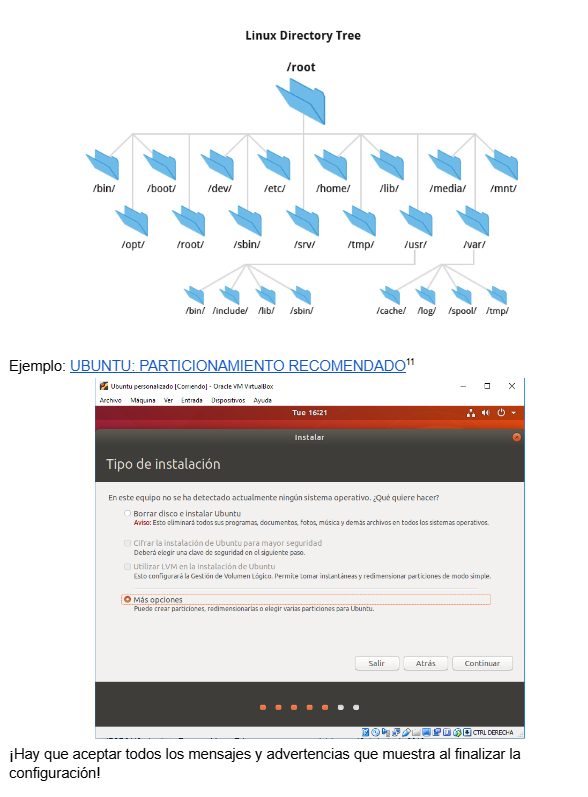 Linux Directory Tree
/root
/bin/ /boot/ /dev/ /etc/ /home/ /lib/ /media/ /mnt/
/opt/ /root/ /sbin/ /srv/ /tmp/ /usr/ /var/
/bin/ /include/ /lib/ /sbin/ /cache/ /log/ /spool/ /tmp/
Ejemplo: UBUNTU: PARTICIONAMIENTO RECOMENDADO11
Ubuntu personalizado [Corriendo] - Oracle VM VirtualBox
Archivo Máquina Ver Entrada Dispositivos Ayuda
Tue 16:21
Instalar
Tipo de instalación
En este equipo no se ha detectado actualmente ningún sistema operativo. ¿Qué quiere hacer?
Borrar disco e instalar Ubuntu
Aviso: Esto eliminará todos sus programas, documentos, fotos, música y demás archivos en todos los sistemas operativos.
Cifrar la instalación de Ubuntu para mayor seguridad
Deberá elegir una clave de seguridad en el siguiente paso.
Utilizar LVM en la instalación de Ubuntu
Esto configurará la Gestión de Volumen Lógico. Permite tomar instantáneas y redimensionar particiones de modo simple.
Más opciones
Puede crear particiones, redimensionarlas o elegir varias particiones para Ubuntu.
Salir Atrás Continuar
CTRL DERECHA
¡Hay que aceptar todos los mensajes y advertencias que muestra al finalizar la
configuración!